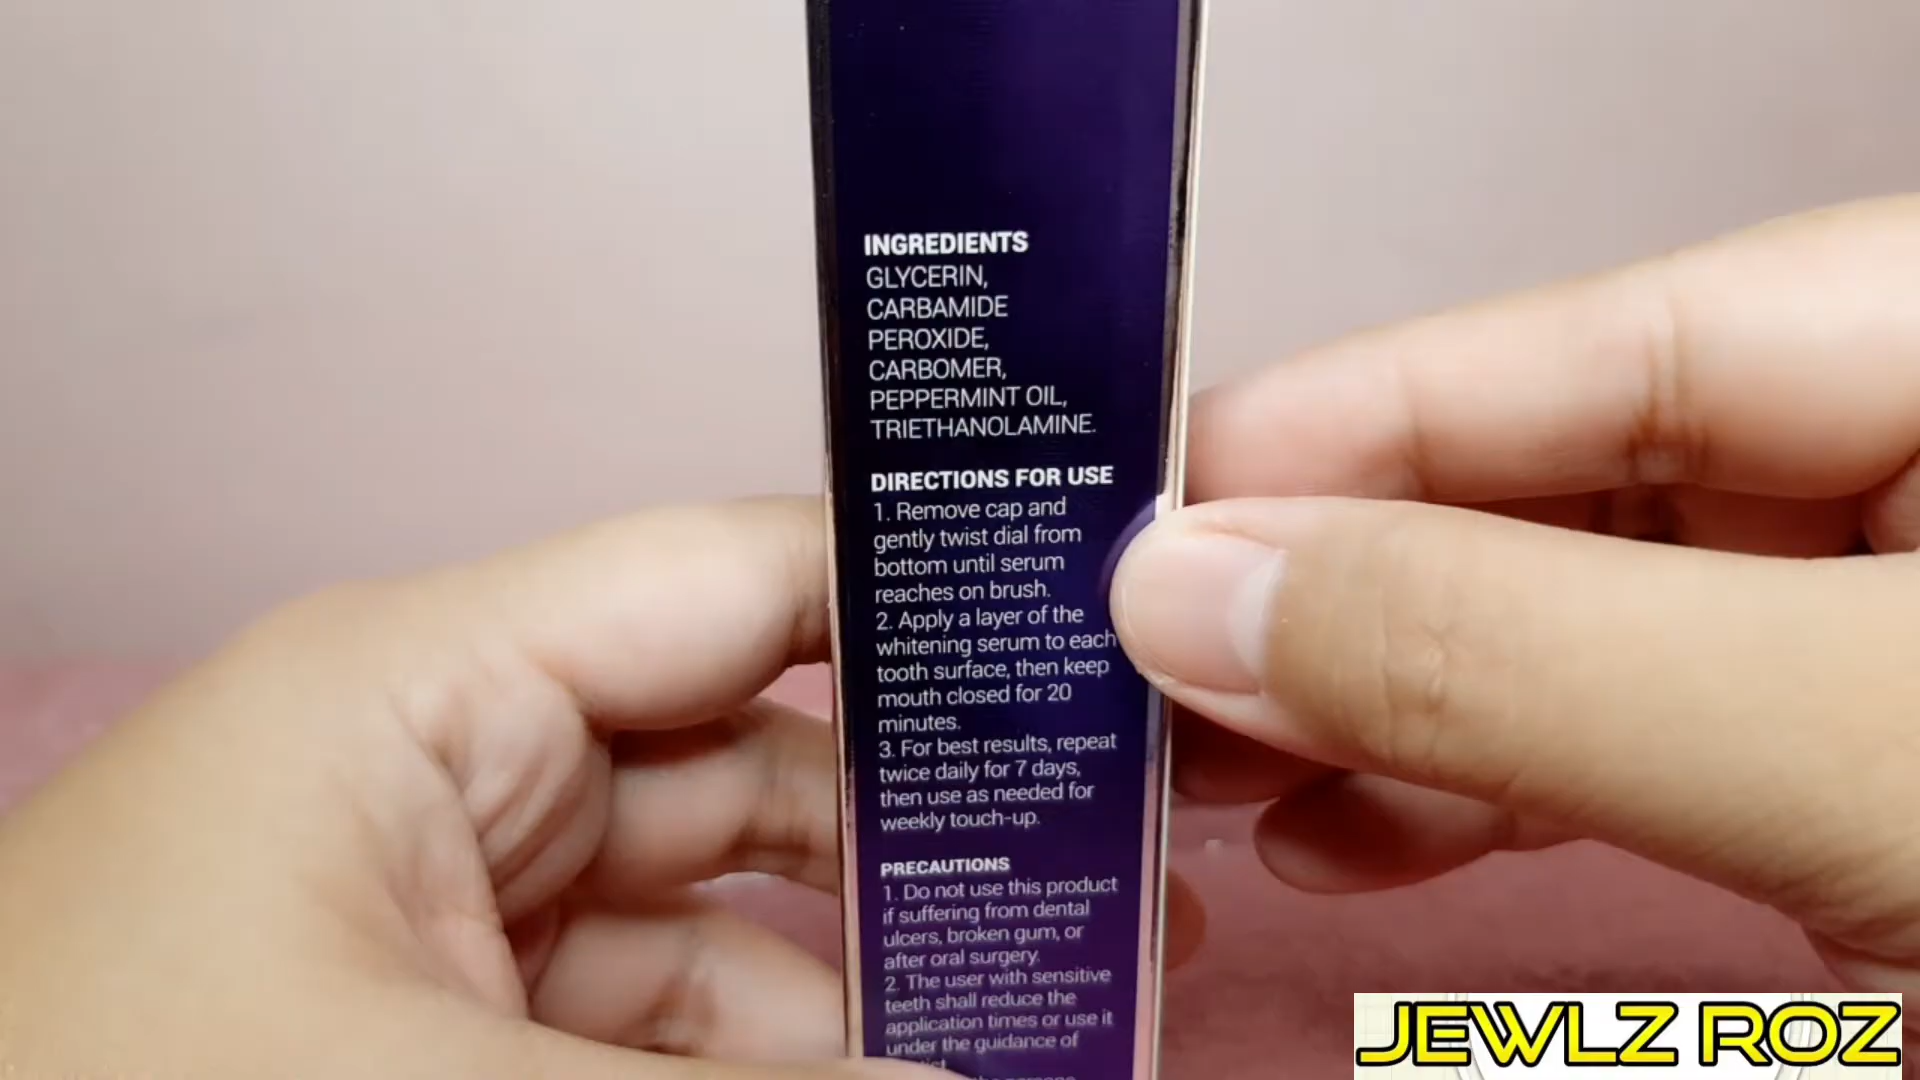 INGREDIENTS
GLYCERIN,
CARBAMIDE
PEROXIDE,
CARBOMER,
PEPPERMINT OIL,
TRIETHANOLAMINE.
DIRECTIONS FOR USE
1. Remove cap and
gently twist dial from
bottom until serum
reaches on brush.
2. Apply a layer of the
whitening serum to each
tooth surface, then keep
mouth closed for 20
minutes.
3. For best results, repeat
twice daily for 7 days,
then use as needed for
weekly touch-up.
PRECAUTIONS
1. Do not use this product
if suffering from dental
ulcers, broken gum, or
after oral surgery.
2. The user with sensitive
teeth shall reduce the
application times or use it
under the guidance of
JEWLZ ROZ